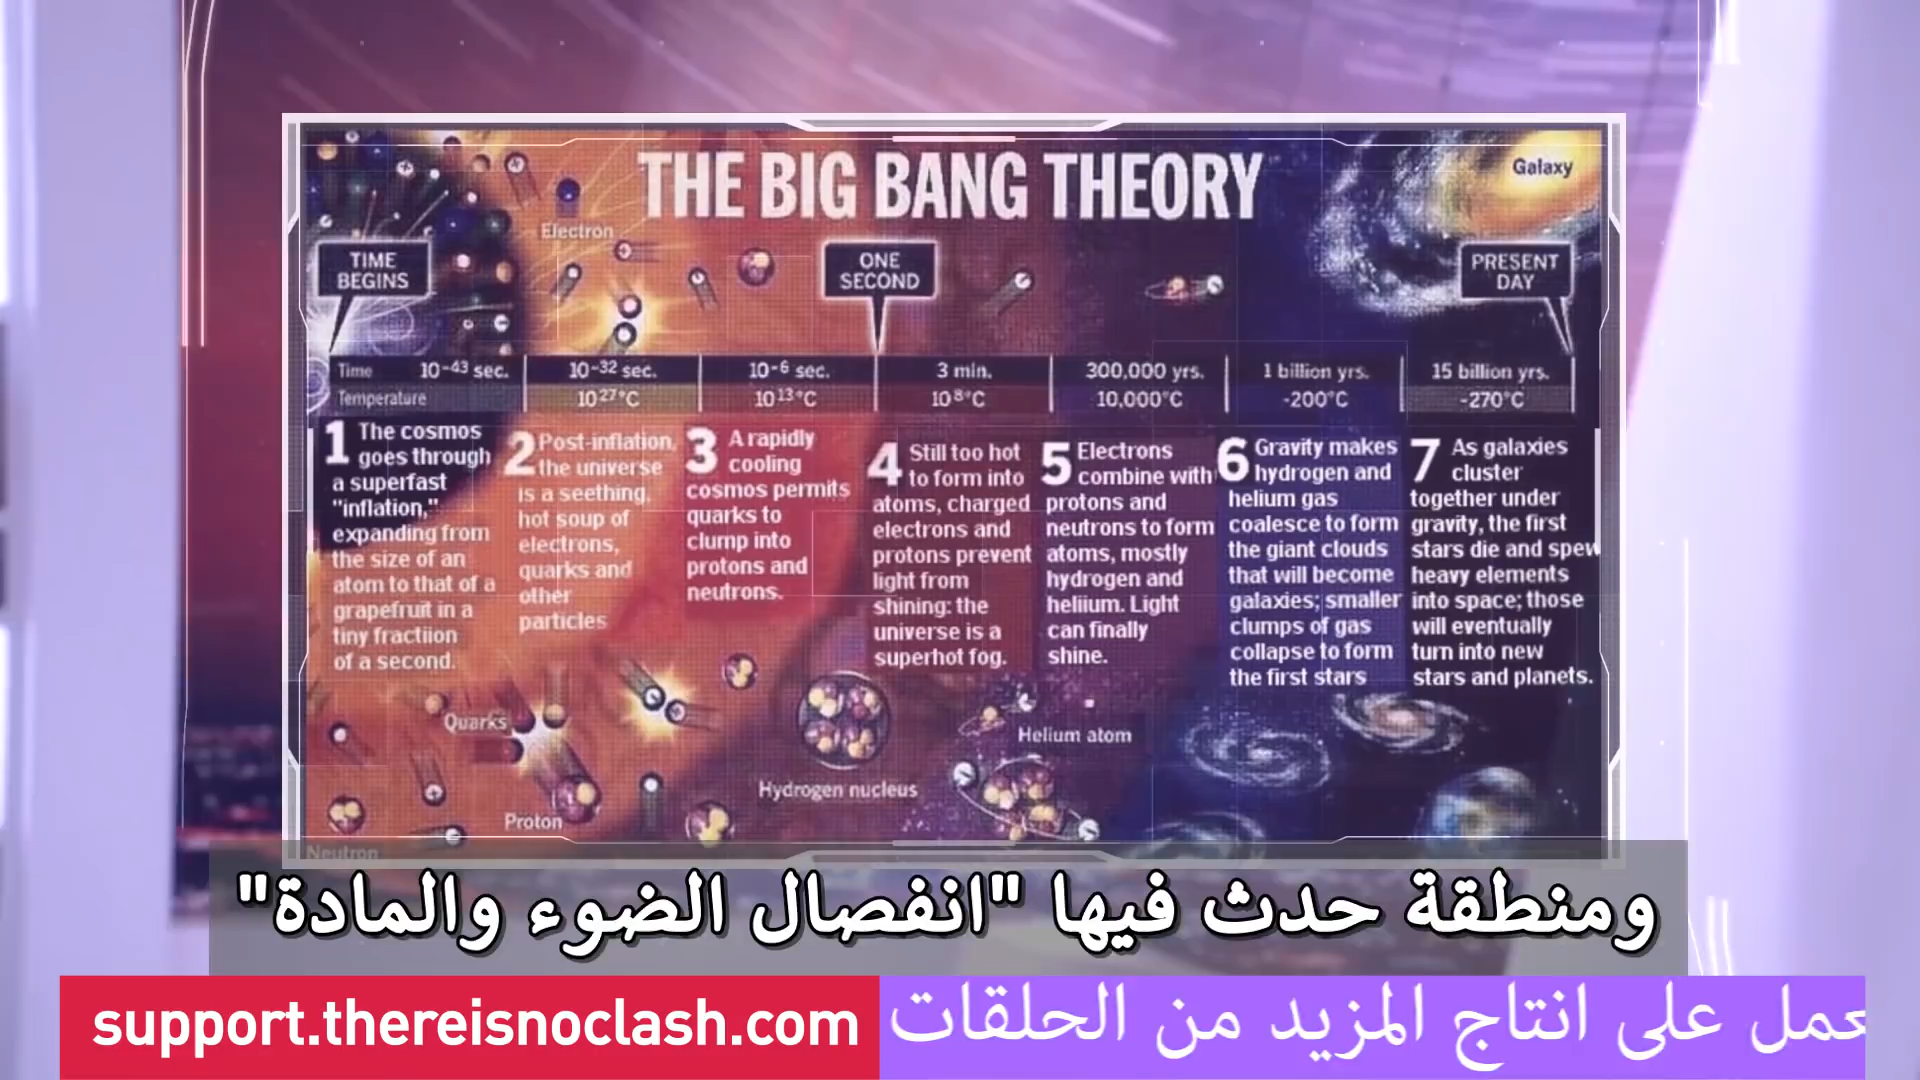 THE BIG BANG THEORY
Galaxy
Electron
TIME
BEGINS
ONE
SECOND
PRESENT
DAY
Time 10-43 sec. 10-32 sec. 10-6 sec. 3 min. 300,000 yrs. 1 billion yrs. 15 billion yrs.
Temperature 1027°C 1013°C 108°C 10,000°C -200°C -270°C
1 The cosmos
goes through
a superfast
"inflation,"
expanding from
the size of an
atom to that of a
grapefruit in a
tiny fractiion
of a second.
2 Post-inflation,
the universe
is a seething,
hot soup of
electrons,
quarks and
other
particles
3 A rapidly
cooling
cosmos permits
quarks to
clump into
protons and
neutrons.
4 Still too hot
to form into
atoms, charged
electrons and
protons prevent
light from
shining: the
universe is a
superhot fog.
5 Electrons
combine with
protons and
neutrons to form
atoms, mostly
hydrogen and
heliium. Light
can finally
shine.
6 Gravity makes
hydrogen and
helium gas
coalesce to form
the giant clouds
that will become
galaxies; smaller
clumps of gas
collapse to form
the first stars
7 As galaxies
cluster
together under
gravity, the first
stars die and spew
heavy elements
into space; those
will eventually
turn into new
stars and planets.
Quarks
Helium atom
Hydrogen nucleus
Proton
Neutron
ومنطقة حدث فيها "انفصال الضوء والمادة"
support.thereisnoclash.com
عمل على انتاج المزيد من الحلقات